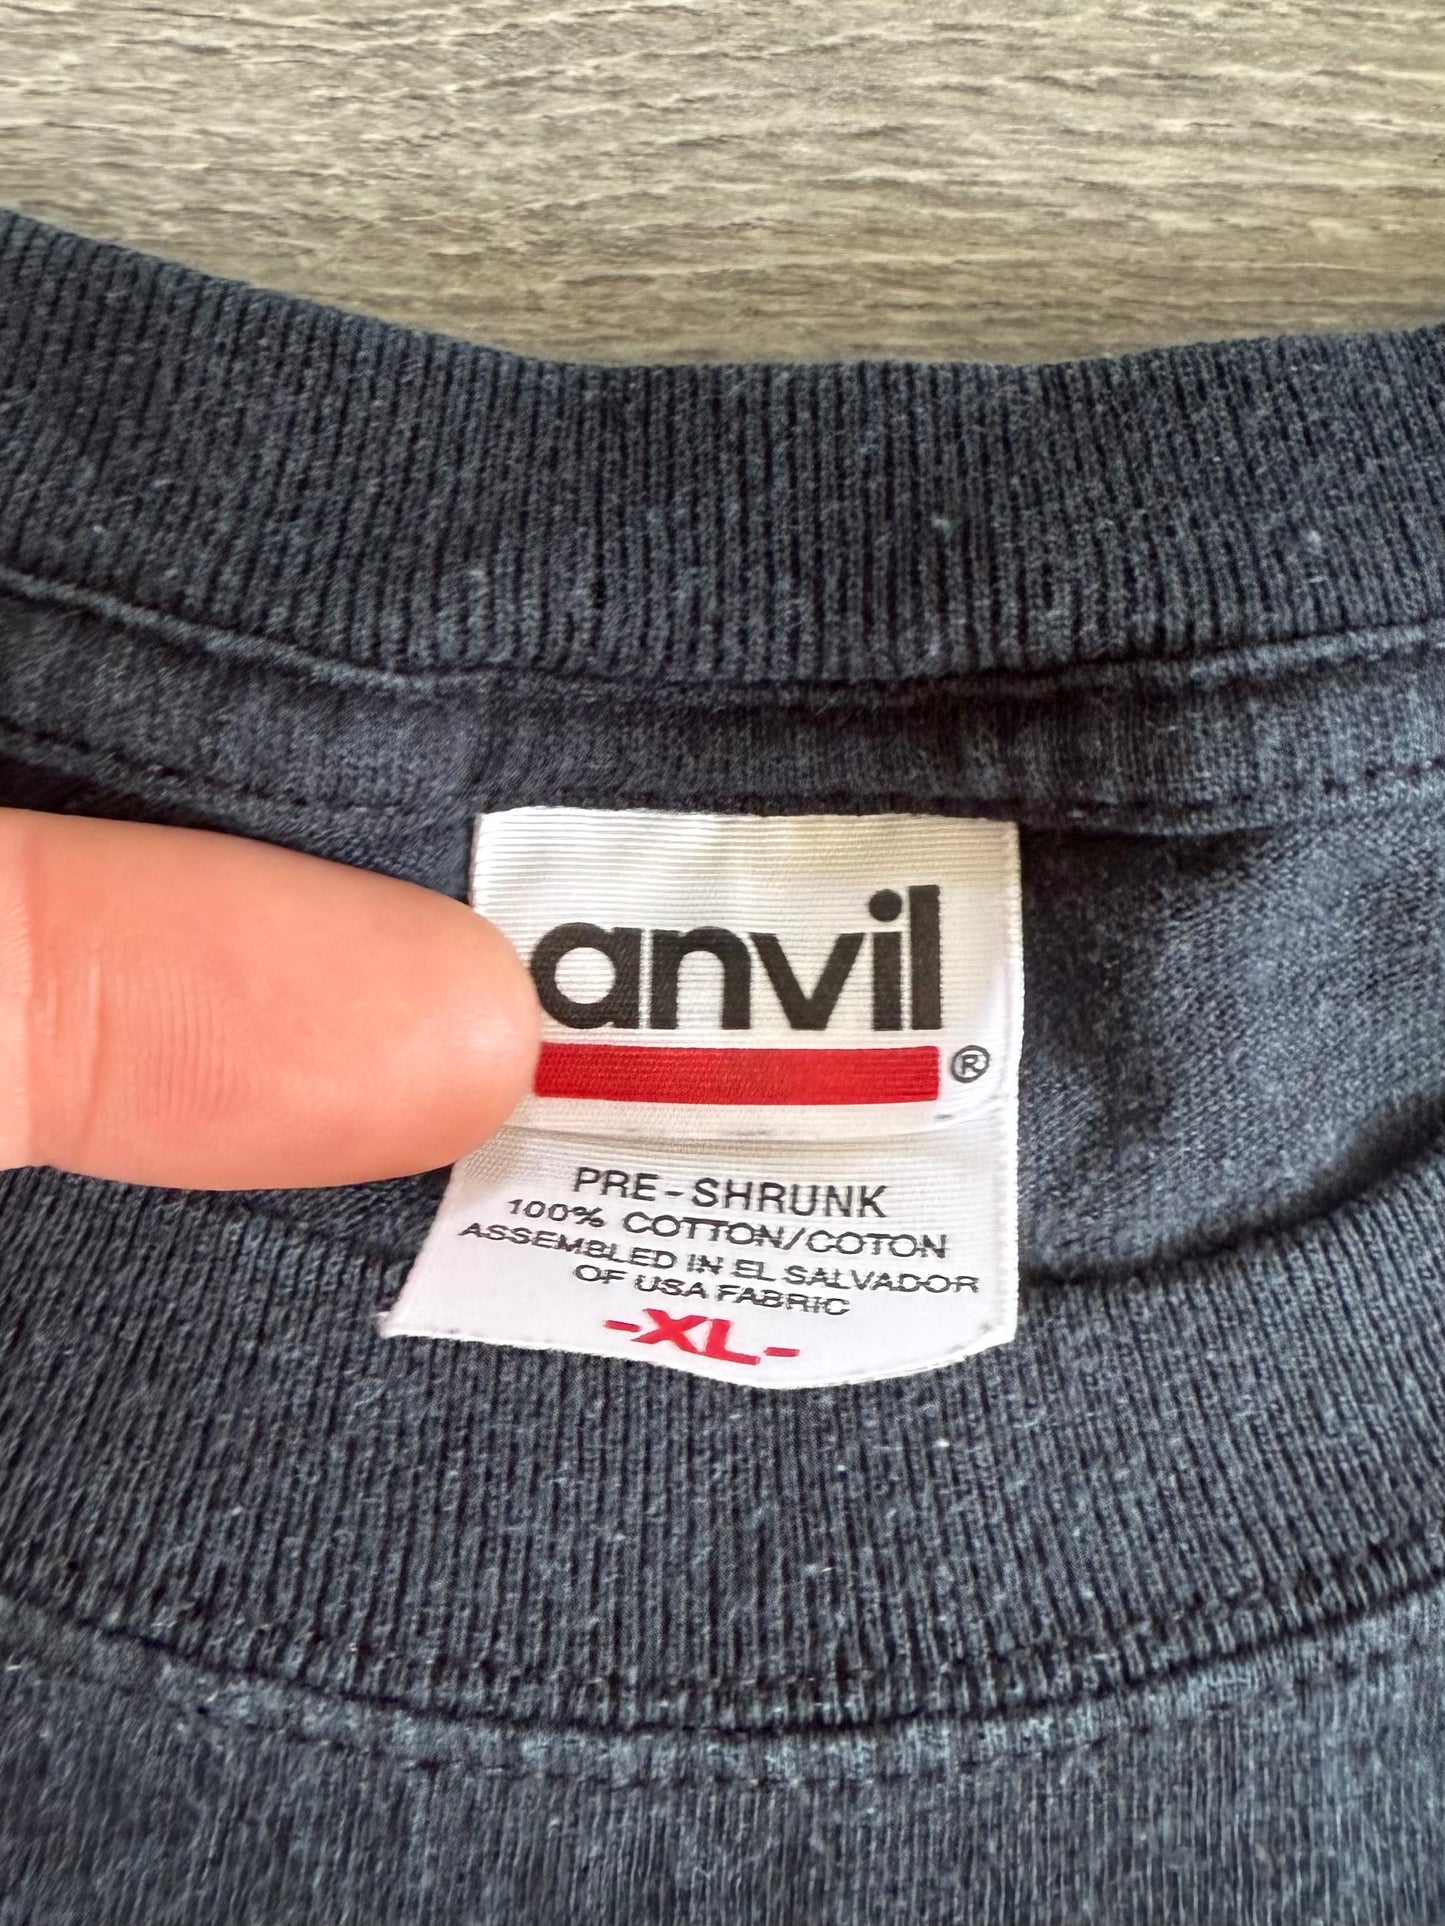 anvil
®
PRE-SHRUNK
100% COTTON/COTON
ASSEMBLED IN EL SALVADOR
OF USA FABRIC
-XL-